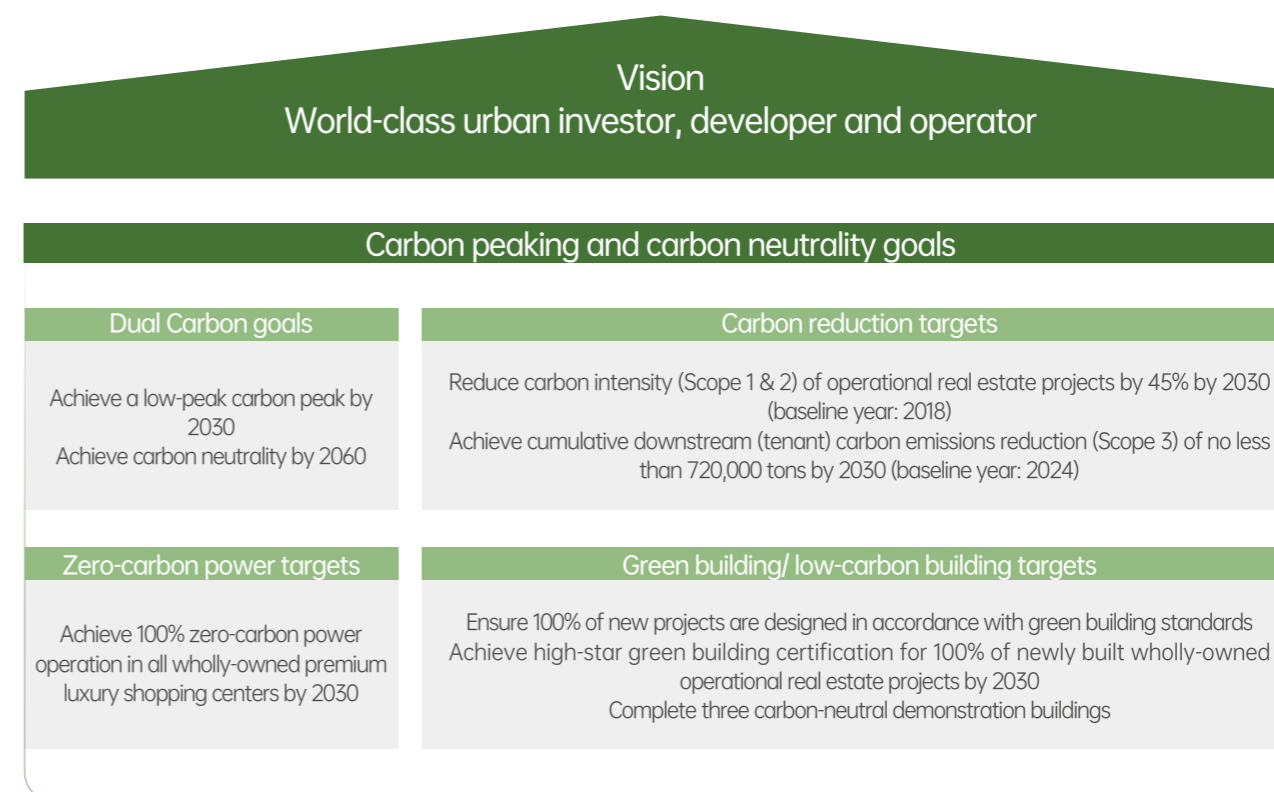 Vision
World-class urban investor, developer and operator
Carbon peaking and carbon neutrality goals
Dual Carbon goals
Achieve a low-peak carbon peak by
2030
Achieve carbon neutrality by 2060
Carbon reduction targets
Reduce carbon intensity (Scope 1 & 2) of operational real estate projects by 45% by 2030
(baseline year: 2018)
Achieve cumulative downstream (tenant) carbon emissions reduction (Scope 3) of no less
than 720,000 tons by 2030 (baseline year: 2024)
Zero-carbon power targets
Achieve 100% zero-carbon power
operation in all wholly-owned premium
luxury shopping centers by 2030
Green building/ low-carbon building targets
Ensure 100% of new projects are designed in accordance with green building standards
Achieve high-star green building certification for 100% of newly built wholly-owned
operational real estate projects by 2030
Complete three carbon-neutral demonstration buildings